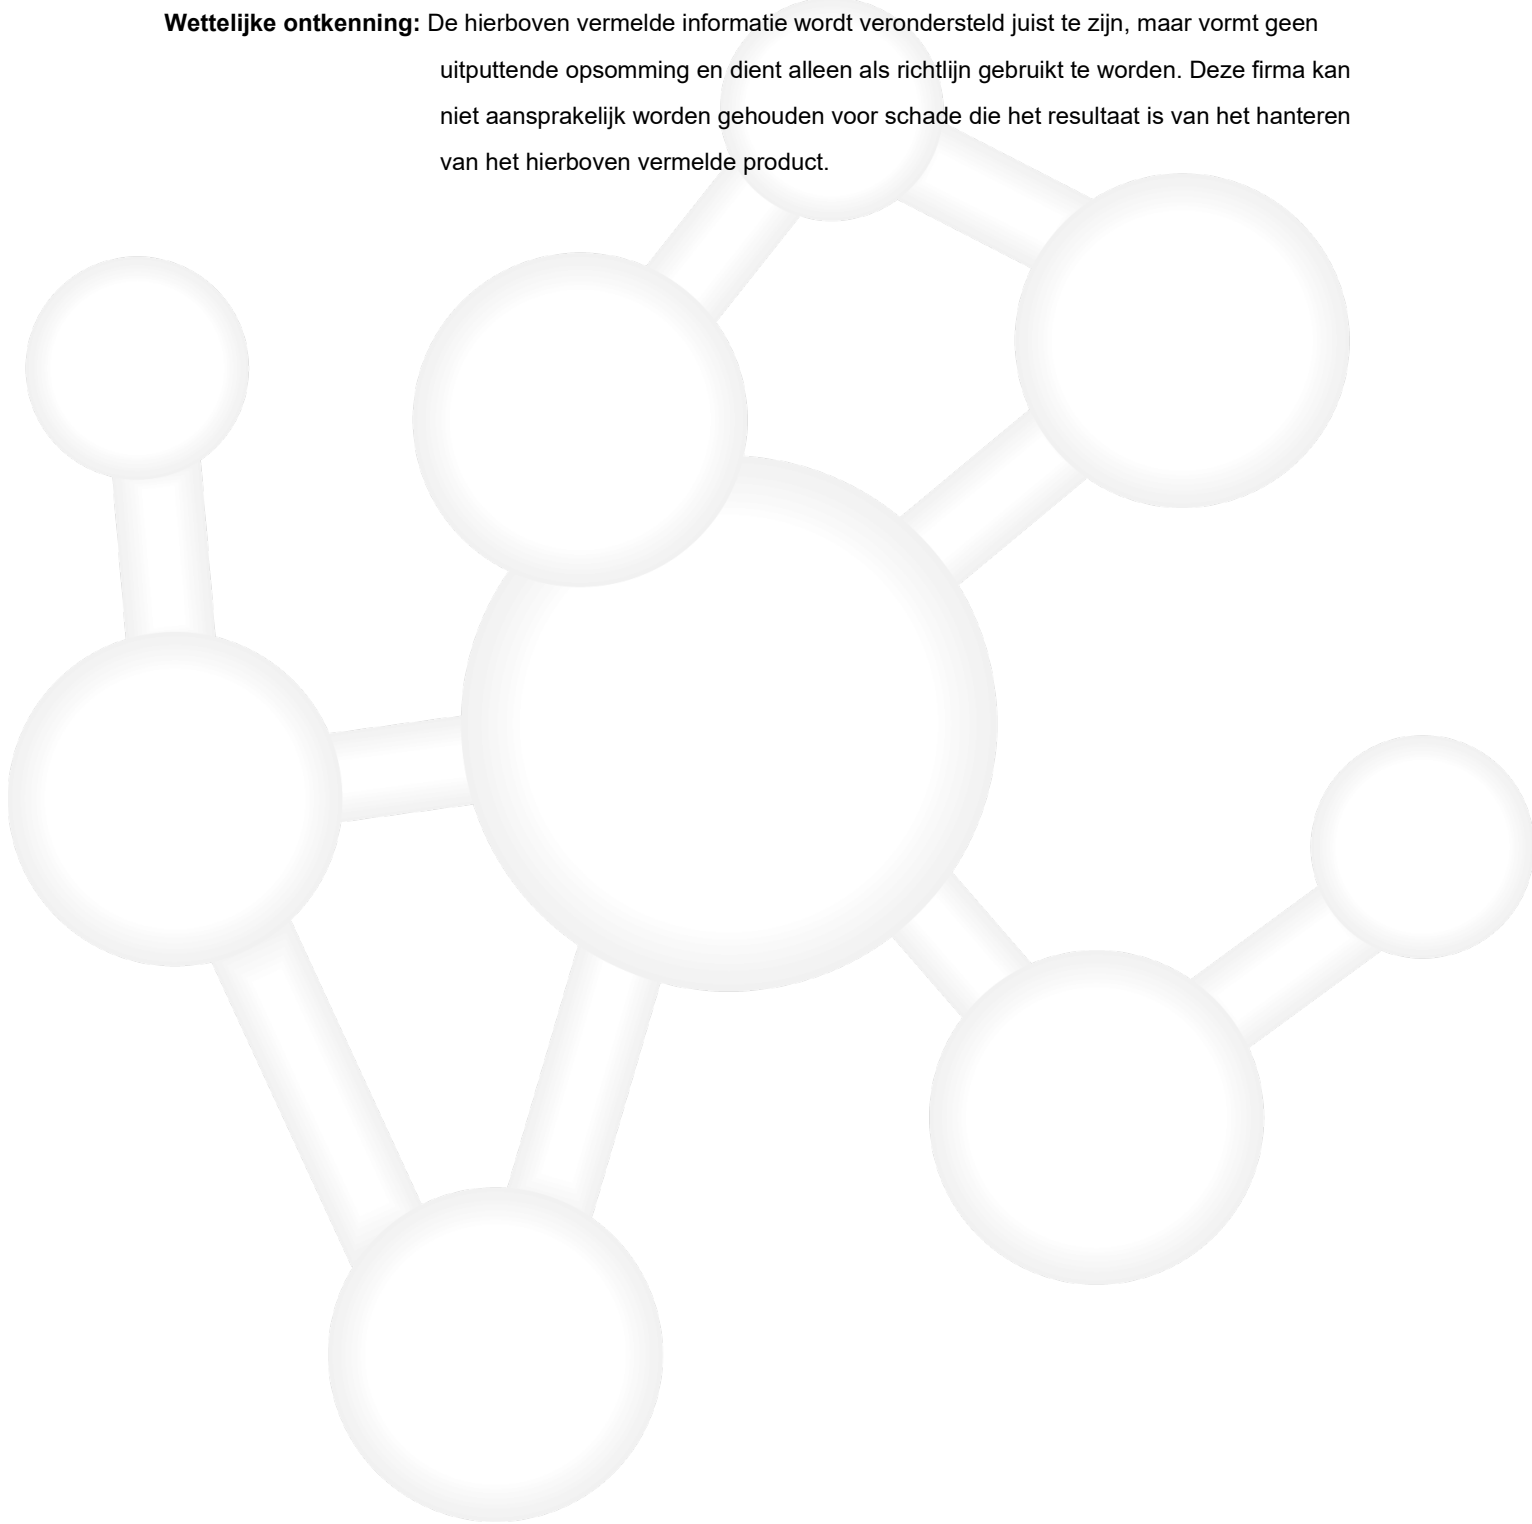 Wettelijke ontkenning: De hierboven vermelde informatie wordt verondersteld juist te zijn, maar vormt geen
uitputtende opsomming en dient alleen als richtlijn gebruikt te worden. Deze firma kan
niet aansprakelijk worden gehouden voor schade die het resultaat is van het hanteren
van het hierboven vermelde product.